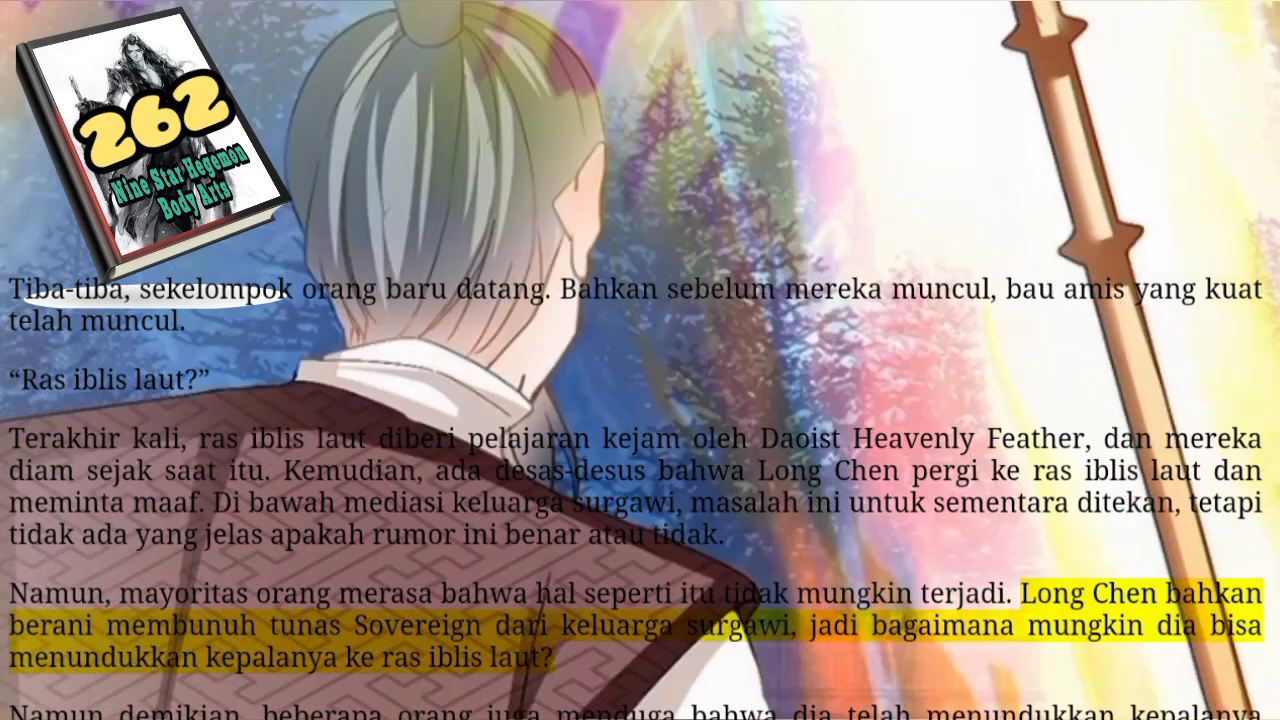 262
Nine Star Hegemon
Body Arts
Tiba-tiba, sekelompok orang baru datang. Bahkan sebelum mereka muncul, bau amis yang kuat
telah muncul.
“Ras iblis laut?”
Terakhir kali, ras iblis laut diberi pelajaran kejam oleh Daoist Heavenly Feather, dan mereka
diam sejak saat itu. Kemudian, ada desas-desus bahwa Long Chen pergi ke ras iblis laut dan
meminta maaf. Di bawah mediasi keluarga surgawi, masalah ini untuk sementara ditekan, tetapi
tidak ada yang jelas apakah rumor ini benar atau tidak.
Namun, mayoritas orang merasa bahwa hal seperti itu tidak mungkin terjadi. Long Chen bahkan
berani membunuh tunas Sovereign dari keluarga surgawi, jadi bagaimana mungkin dia bisa
menundukkan kepalanya ke ras iblis laut?
Namun demikian, beberapa orang juga menduga bahwa dia telah menundukkan kepalanya